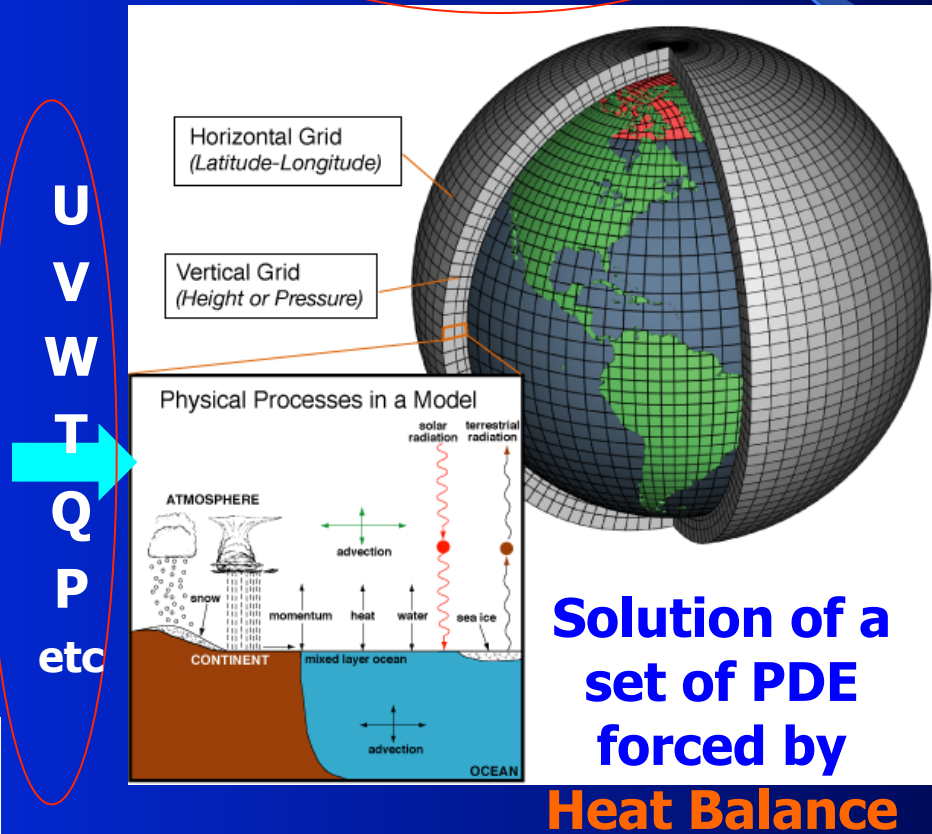 U
V
W
T
Q
P
etc
Horizontal Grid
(Latitude-Longitude)
Vertical Grid
(Height or Pressure)
Physical Processes in a Model
solar
radiation
terrestrial
radiation
ATMOSPHERE
advection
snow
momentum
heat
water
sea ice
CONTINENT
mixed layer ocean
advection
OCEAN
Solution of a
set of PDE
forced by
Heat Balance